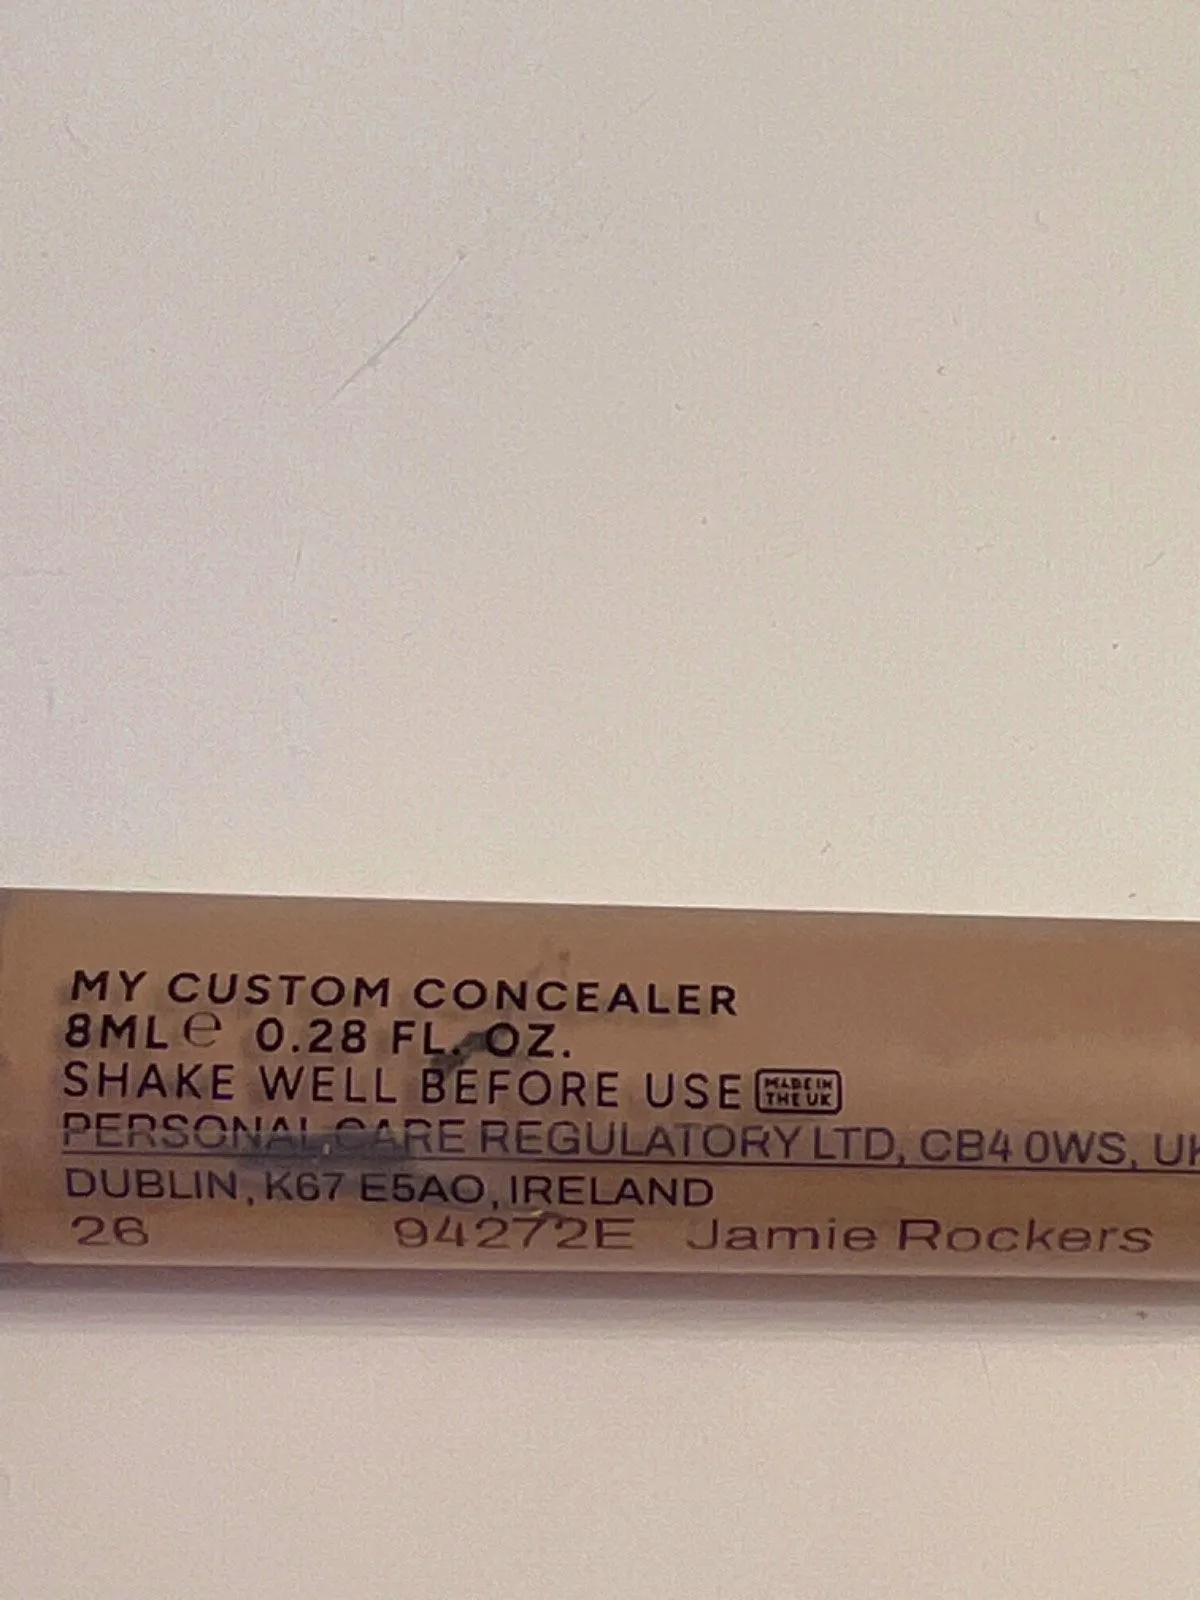 MY CUSTOM CONCEALER
8ML ℮ 0.28 FL. OZ.
SHAKE WELL BEFORE USE MADE IN THE UK
PERSONAL CARE REGULATORY LTD, CB4 0WS, UK
DUBLIN, K67 E5A0, IRELAND
26 94272E Jamie Rockers